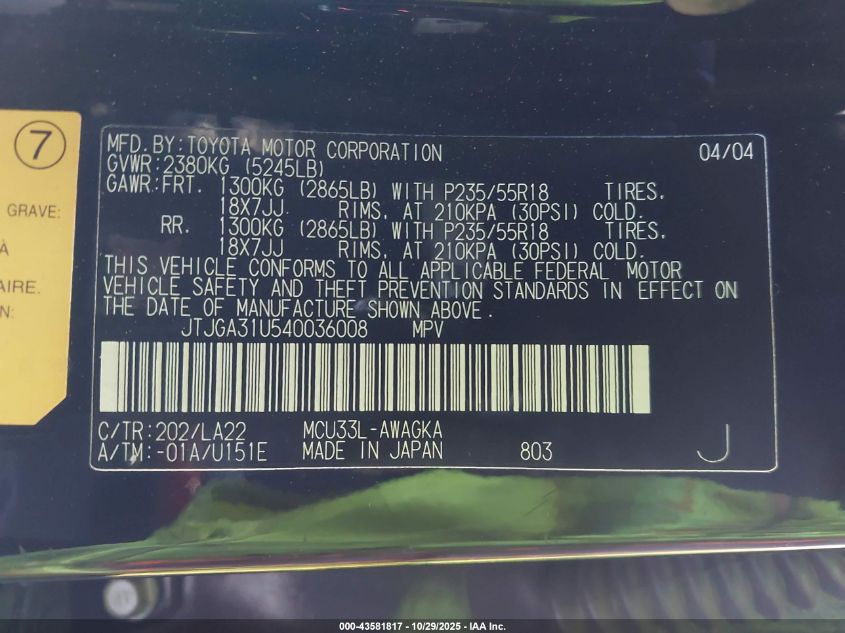 7
GRAVE:
À
AIRE.
N:
MFD.BY:TOYOTA MOTOR CORPORATION 04/04
GVWR:2380KG (5245LB)
GAWR:FRT. 1300KG (2865LB) WITH P235/55R18 TIRES,
18X7JJ RIMS, AT 210KPA (30PSI) COLD.
RR. 1300KG (2865LB) WITH P235/55R18 TIRES,
18X7JJ RIMS, AT 210KPA (30PSI) COLD.
THIS VEHICLE CONFORMS TO ALL APPLICABLE FEDERAL MOTOR
VEHICLE SAFETY AND THEFT PREVENTION STANDARDS IN EFFECT ON
THE DATE OF MANUFACTURE SHOWN ABOVE.
JTJGA31U540036008 MPV
C/TR:202/LA22 MCU33L-AWAGKA
A/TM:-01A/U151E MADE IN JAPAN 803 J
000-43581817 | 10/29/2025 - IAA Inc.